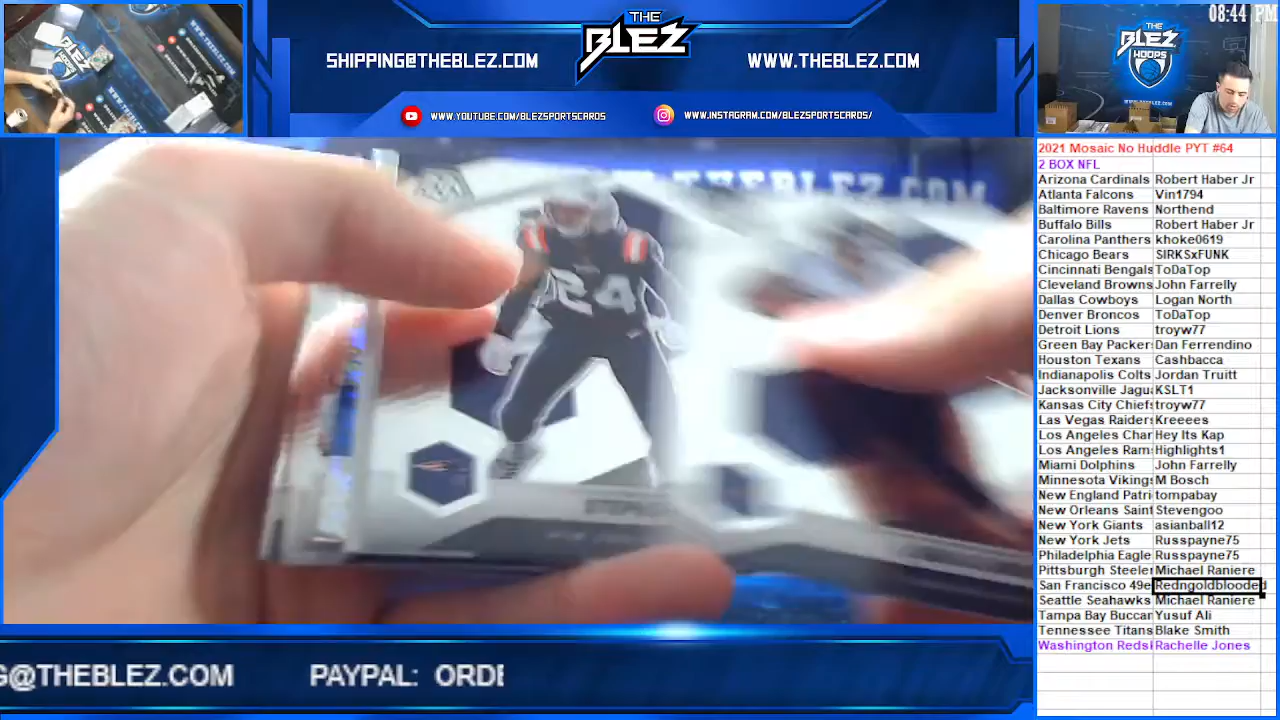 SHIPPING@THEBLEZ.COM
THE
BLEZ
WWW.THEBLEZ.COM
WWW.YOUTUBE.COM/BLEZSPORTSCARDS
WWW.INSTAGRAM.COM/BLEZSPORTSCARDS/
08:44 PM
THE
BLEZ
HOOPS
THEBLEZ.COM
24
2021 Mosaic No Huddle PYT #64
2 BOX NFL
Arizona Cardinals Robert Haber Jr
Atlanta Falcons Vin1794
Baltimore Ravens Northend
Buffalo Bills Robert Haber Jr
Carolina Panthers khoke0619
Chicago Bears SIRKSxFUNK
Cincinnati Bengals ToDaTop
Cleveland Browns John Farrelly
Dallas Cowboys Logan North
Denver Broncos ToDaTop
Detroit Lions troyw77
Green Bay Packer Dan Ferrendino
Houston Texans Cashbacca
Indianapolis Colts Jordan Truitt
Jacksonville Jagu KSLT1
Kansas City Chief troyw77
Las Vegas Raider Kreeees
Los Angeles Char Hey Its Kap
Los Angeles Ram Highlights1
Miami Dolphins John Farrelly
Minnesota Viking M Bosch
New England Patri tompabay
New Orleans Saint Stevengoo
New York Giants asianball12
New York Jets Russpayne75
Philadelphia Eagle Russpayne75
Pittsburgh Steeler Michael Raniere
San Francisco 49e Redngoldblooded
Seattle Seahawks Michael Raniere
Tampa Bay Buccan Yusuf Ali
Tennessee Titans Blake Smith
Washington Redsk Rachelle Jones
G@THEBLEZ.COM PAYPAL: ORDE